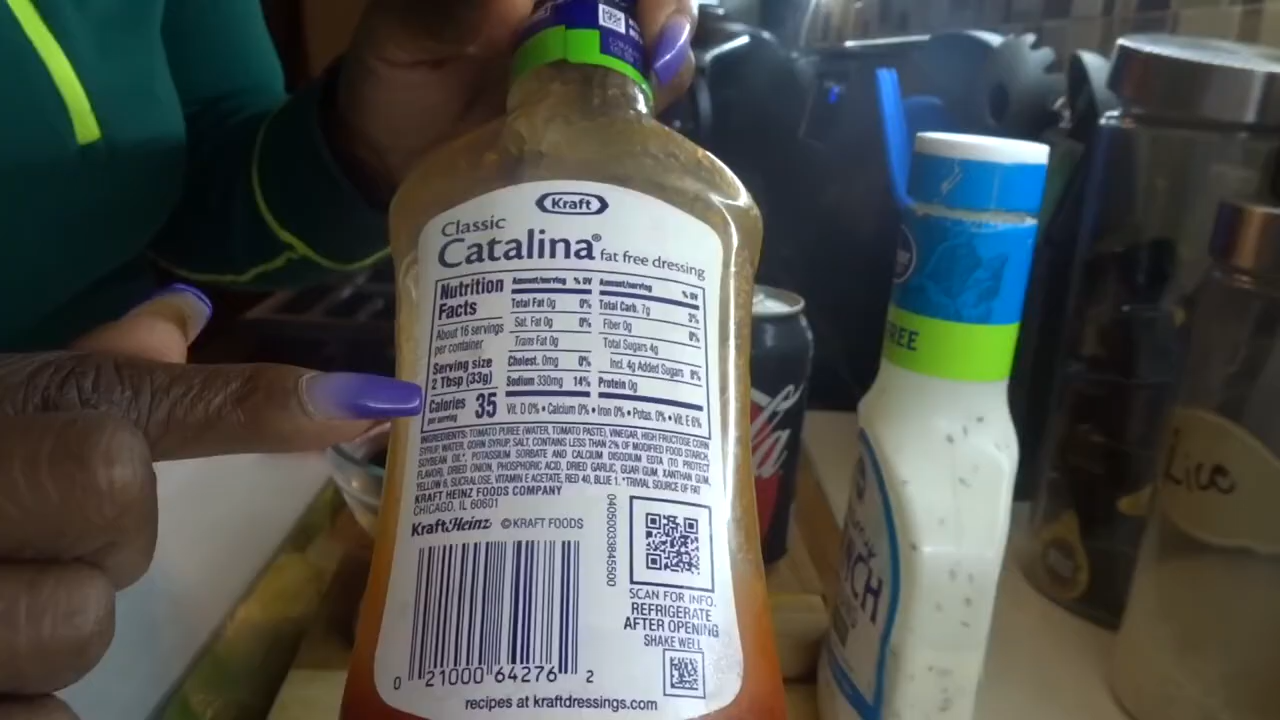 Kraft
Classic
Catalina® fat free dressing
Nutrition
Facts
About 16 servings
per container
Serving size
2 Tbsp (33g)
Calories 35
per serving
Amount/serving % DV
Total Fat 0g 0%
Sat. Fat 0g 0%
Trans Fat 0g
Cholest. 0mg 0%
Sodium 330mg 14%
Amount/serving % DV
Total Carb. 7g 3%
Fiber 0g 0%
Total Sugars 4g
Incl. 4g Added Sugars 8%
Protein 0g
Vit. D 0% • Calcium 0% • Iron 0% • Potas. 0% • Vit. E 6%
INGREDIENTS: TOMATO PUREE (WATER, TOMATO PASTE), VINEGAR, HIGH FRUCTOSE CORN
SYRUP, WATER, CORN SYRUP, SALT, CONTAINS LESS THAN 2% OF MODIFIED FOOD STARCH,
SOYBEAN OIL*, POTASSIUM SORBATE AND CALCIUM DISODIUM EDTA (TO PROTECT
FLAVOR), DRIED ONION, PHOSPHORIC ACID, DRIED GARLIC, GUAR GUM, XANTHAN GUM,
YELLOW 6, SUCRALOSE, VITAMIN E ACETATE, RED 40, BLUE 1. *TRIVIAL SOURCE OF FAT
KRAFT HEINZ FOODS COMPANY
CHICAGO, IL 60601
KraftHeinz © KRAFT FOODS
04050033845500
SCAN FOR INFO.
REFRIGERATE
AFTER OPENING
SHAKE WELL
0 21000 64276 2
recipes at kraftdressings.com
REE
NCH
la
Lico